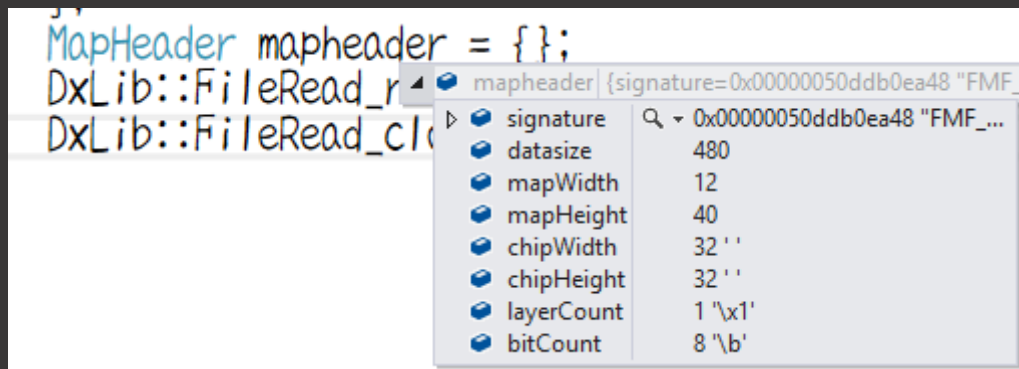 MapHeader mapheader = {};
DxLib::FileRead_r
mapheader {signature=0x00000050ddb0ea48 "FMF_
DxLib::FileRead_clo
signature 0x00000050ddb0ea48 "FMF_...
datasize 480
mapWidth 12
mapHeight 40
chipWidth 32 ' '
chipHeight 32 ' '
layerCount 1 '\x1'
bitCount 8 '\b'